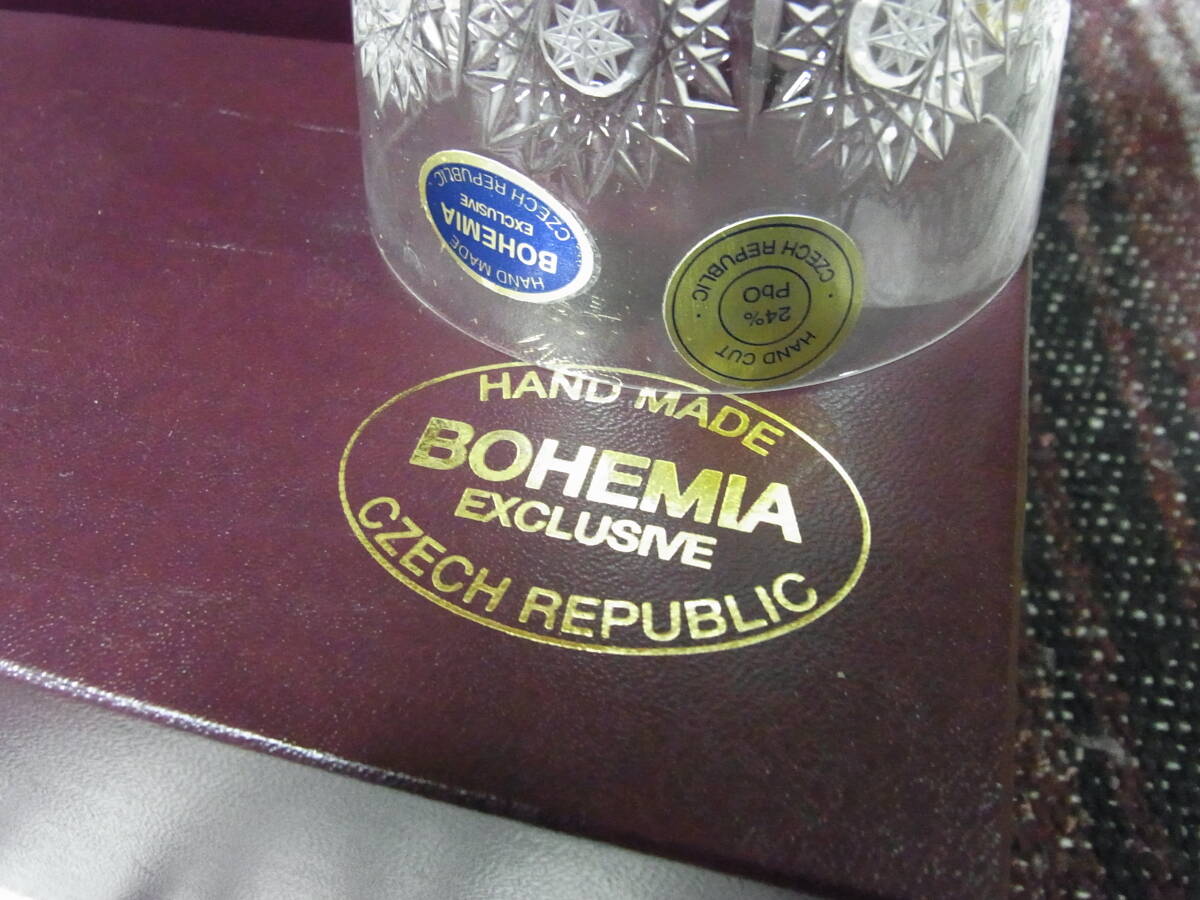 HAND MADE
BOHEMIA
EXCLUSIVE
CZECH REPUBLIC
HAND CUT
24%
PbO
· CZECH REPUBLIC ·
HAND MADE
BOHEMIA
EXCLUSIVE
CZECH REPUBLIC